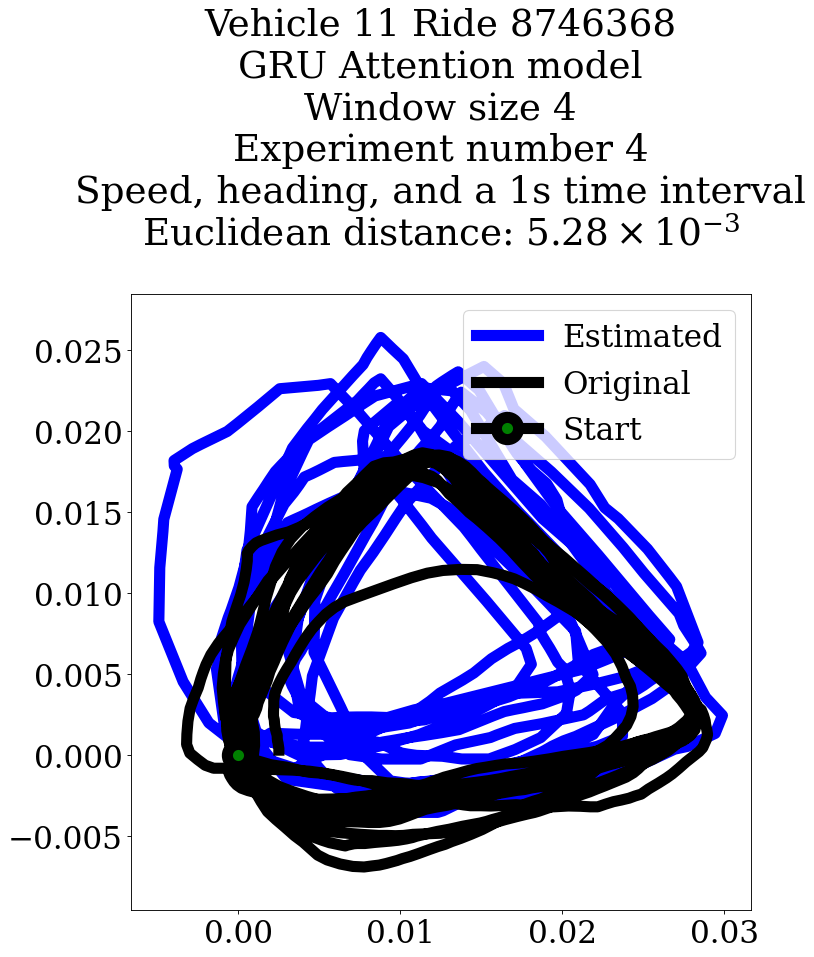 Vehicle 11 Ride 8746368
GRU Attention model
Window size 4
Experiment number 4
Speed, heading, and a 1s time interval
Euclidean distance: 5.28 × 10⁻³
Estimated
Original
Start
0.025
0.020
0.015
0.010
0.005
0.000
−0.005
0.00 0.01 0.02 0.03